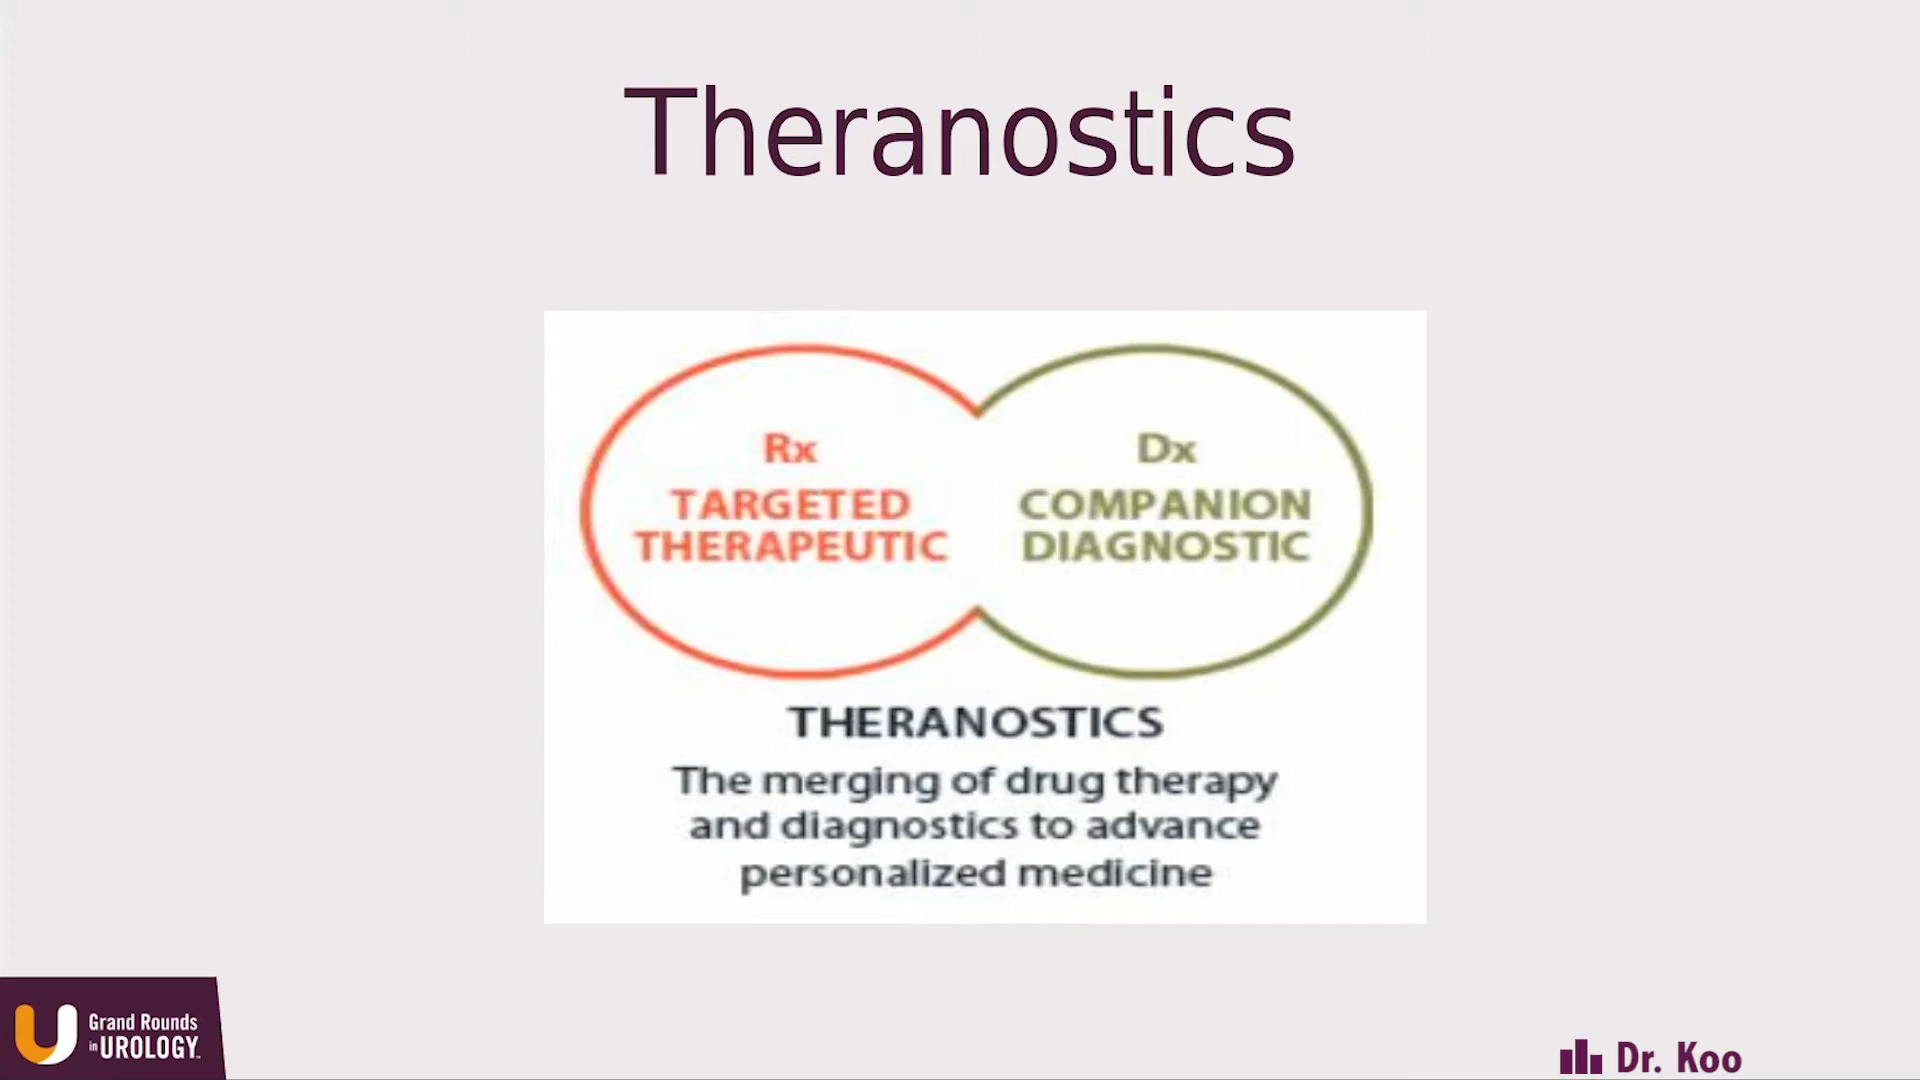 Theranostics
Rx
TARGETED
THERAPEUTIC
Dx
COMPANION
DIAGNOSTIC
THERANOSTICS
The merging of drug therapy
and diagnostics to advance
personalized medicine
Grand Rounds
in UROLOGY™
Dr. Koo